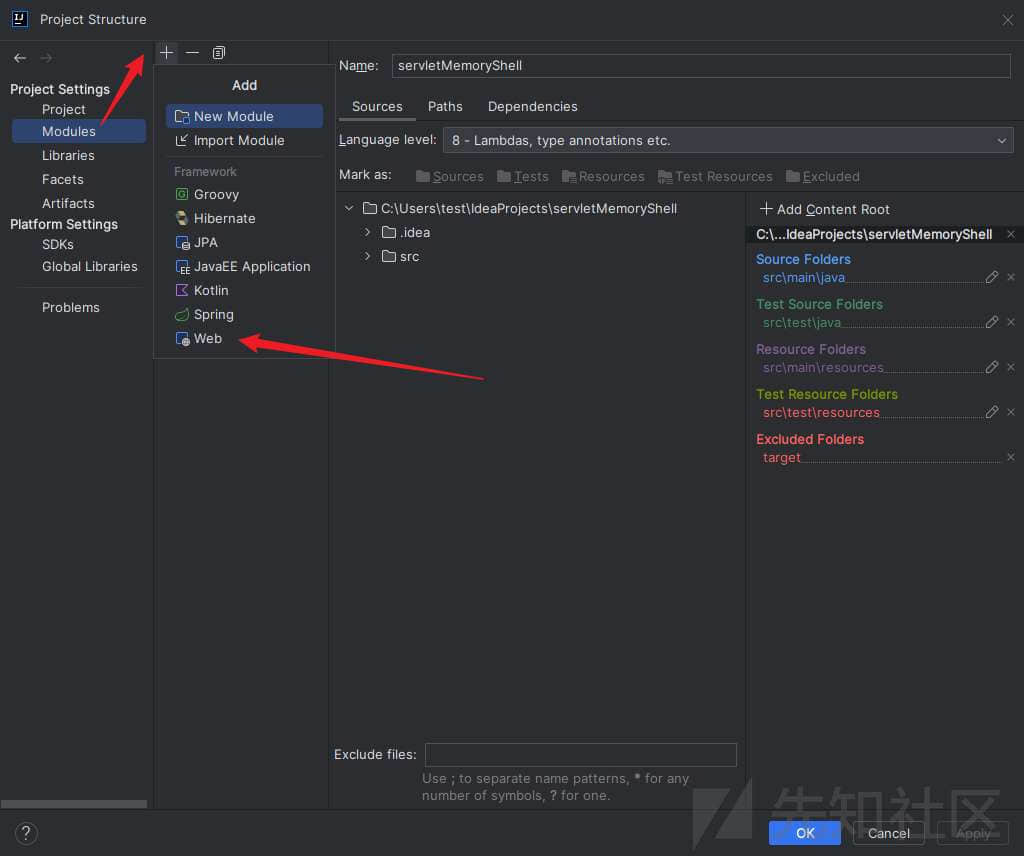 Project Structure
Project Settings
Project
Modules
Libraries
Facets
Artifacts
Platform Settings
SDKs
Global Libraries
Problems
Add
New Module
Import Module
Framework
Groovy
Hibernate
JPA
JavaEE Application
Kotlin
Spring
Web
Name: servletMemoryShell
Sources Paths Dependencies
Language level: 8 - Lambdas, type annotations etc.
Mark as: Sources Tests Resources Test Resources Excluded
C:\Users\test\IdeaProjects\servletMemoryShell
.idea
src
Add Content Root
C:\...IdeaProjects\servletMemoryShell
Source Folders
src\main\java
Test Source Folders
src\test\java
Resource Folders
src\main\resources
Test Resource Folders
src\test\resources
Excluded Folders
target
Exclude files:
Use ; to separate name patterns, * for any
number of symbols, ? for one.
先知社区
? OK Cancel Apply